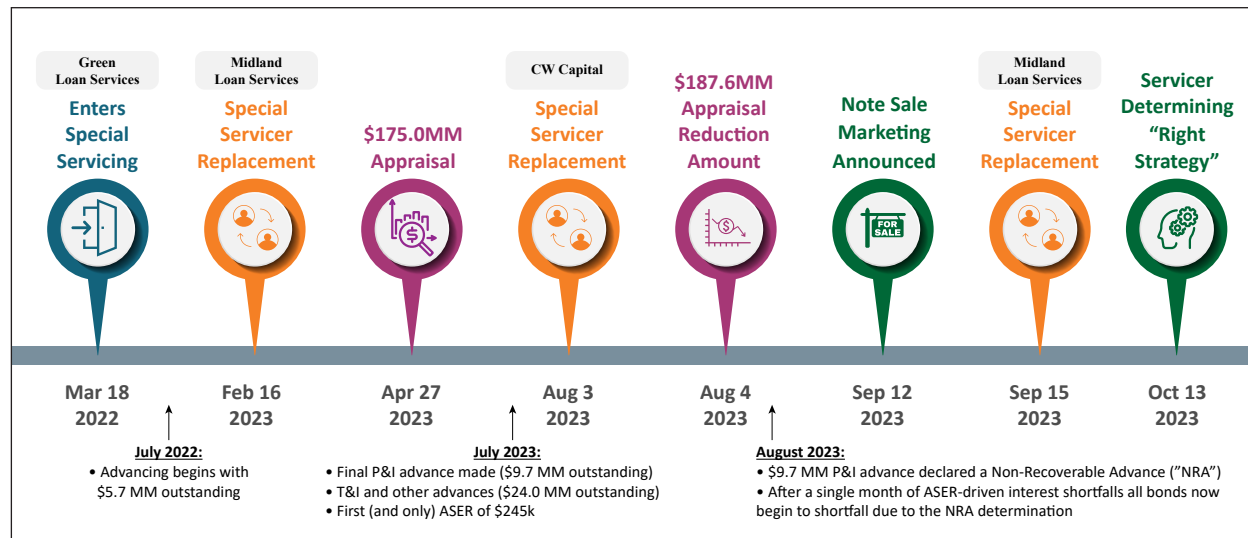 Green
Loan Services
Enters
Special
Servicing
Midland
Loan Services
Special
Servicer
Replacement
$175.0MM
Appraisal
CW Capital
Special
Servicer
Replacement
$187.6MM
Appraisal
Reduction
Amount
Note Sale
Marketing
Announced
FOR
SALE
Midland
Loan Services
Special
Servicer
Replacement
Servicer
Determining
“Right
Strategy”
Mar 18
2022
Feb 16
2023
Apr 27
2023
Aug 3
2023
Aug 4
2023
Sep 12
2023
Sep 15
2023
Oct 13
2023
July 2022:
• Advancing begins with
$5.7 MM outstanding
July 2023:
• Final P&I advance made ($9.7 MM outstanding)
• T&I and other advances ($24.0 MM outstanding)
• First (and only) ASER of $245k
August 2023:
• $9.7 MM P&I advance declared a Non-Recoverable Advance (”NRA”)
• After a single month of ASER-driven interest shortfalls all bonds now
begin to shortfall due to the NRA determination